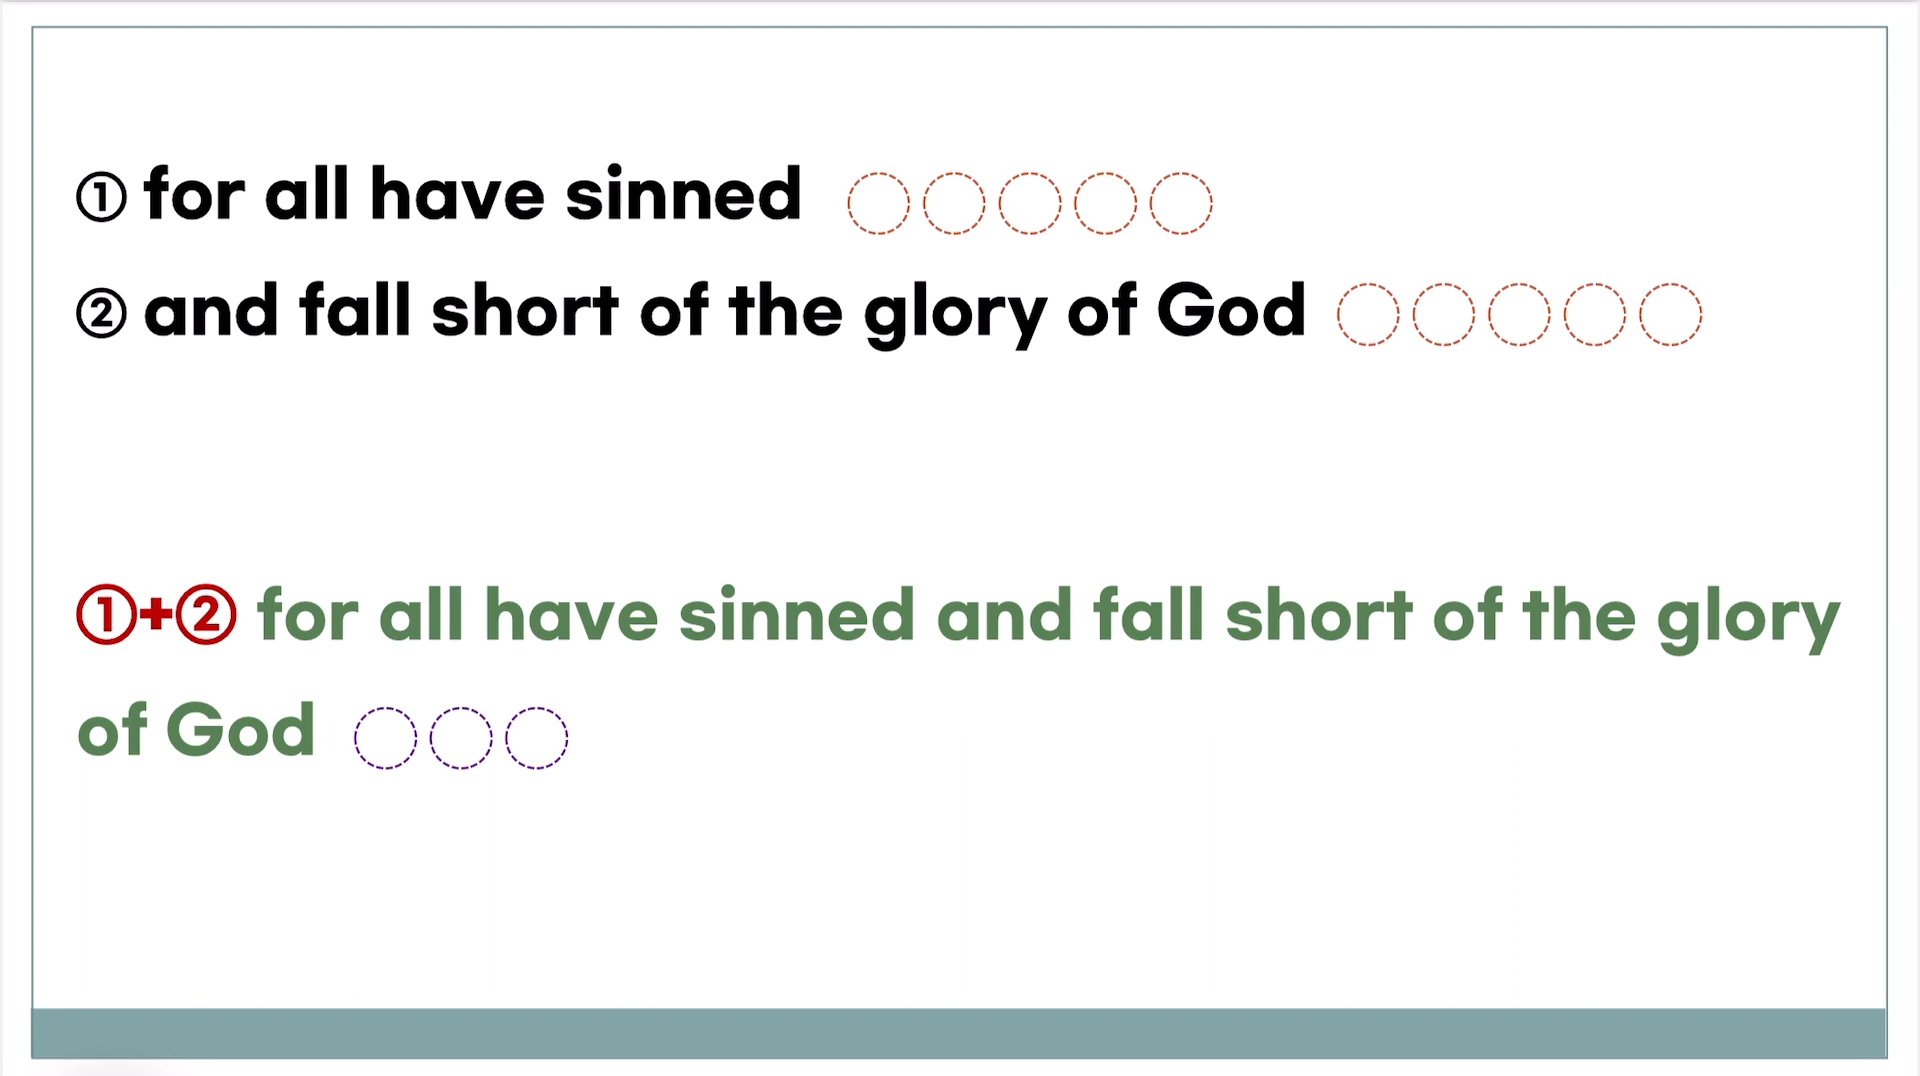 ① for all have sinned
② and fall short of the glory of God
①+② for all have sinned and fall short of the glory
of God